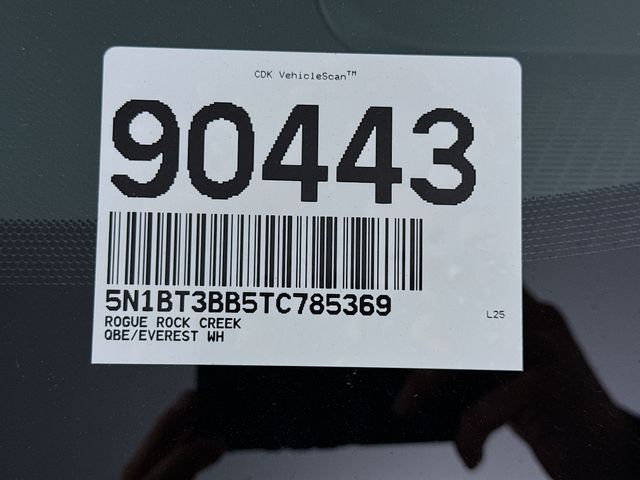 CDK VehicleScan™
90443
5N1BT3BB5TC785369
ROGUE ROCK CREEK
QBE/EVEREST WH
L25